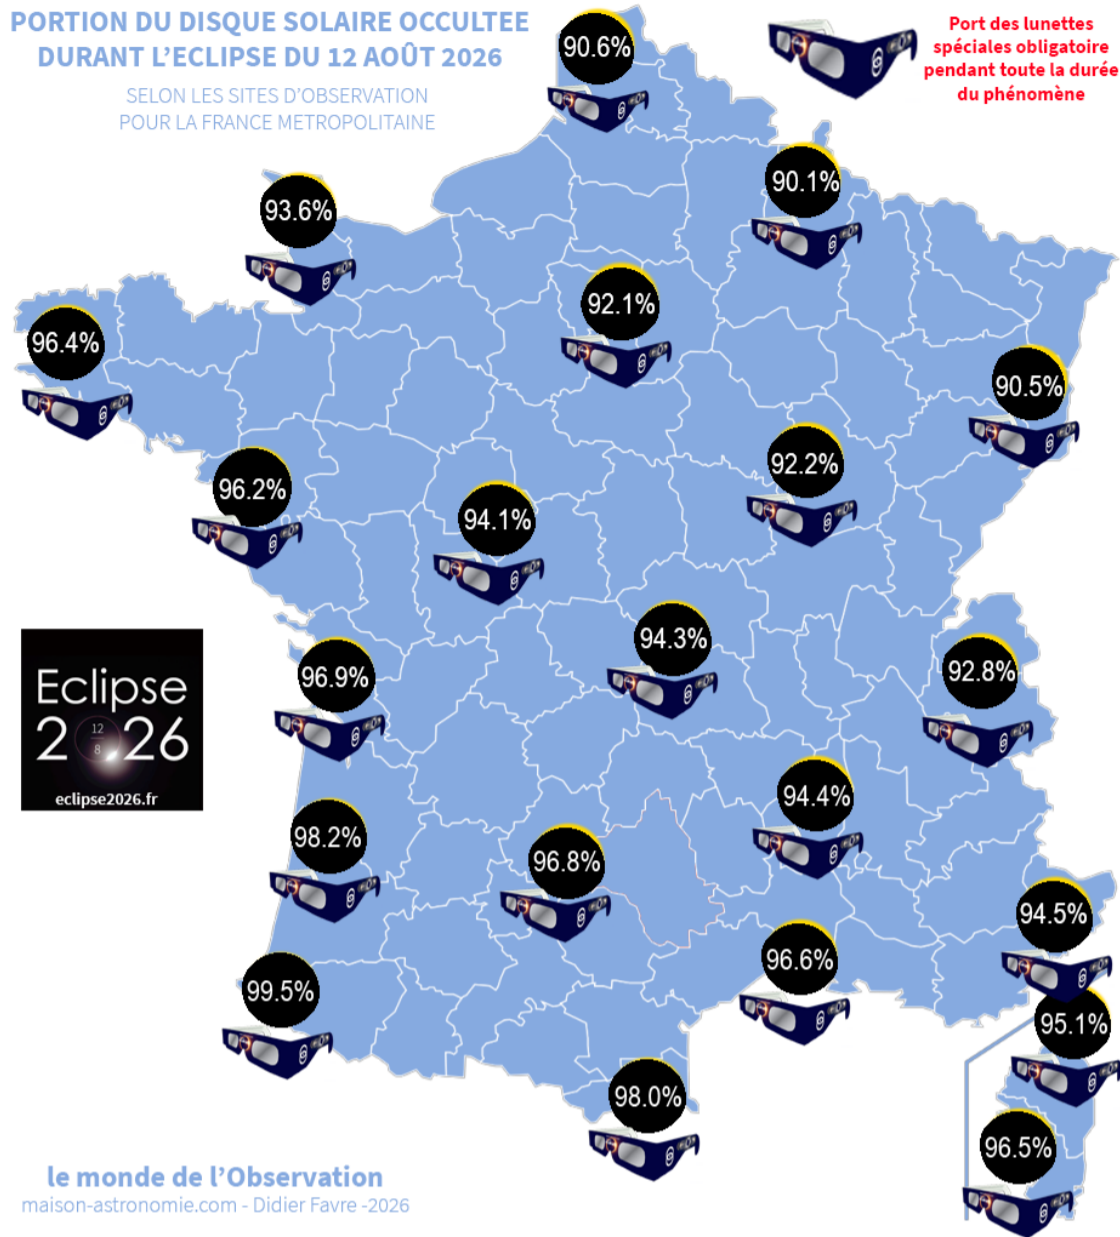 PORTION DU DISQUE SOLAIRE OCCULTEE
DURANT L’ECLIPSE DU 12 AOÛT 2026
SELON LES SITES D’OBSERVATION
POUR LA FRANCE METROPOLITAINE
Port des lunettes
spéciales obligatoire
pendant toute la durée
du phénomène
90.6%
90.1%
93.6%
92.1%
96.4%
90.5%
92.2%
96.2%
94.1%
94.3%
96.9%
92.8%
Eclipse
2026
12
8
eclipse2026.fr
94.4%
98.2%
96.8%
94.5%
96.6%
99.5%
95.1%
98.0%
96.5%
le monde de l’Observation
maison-astronomie.com - Didier Favre -2026